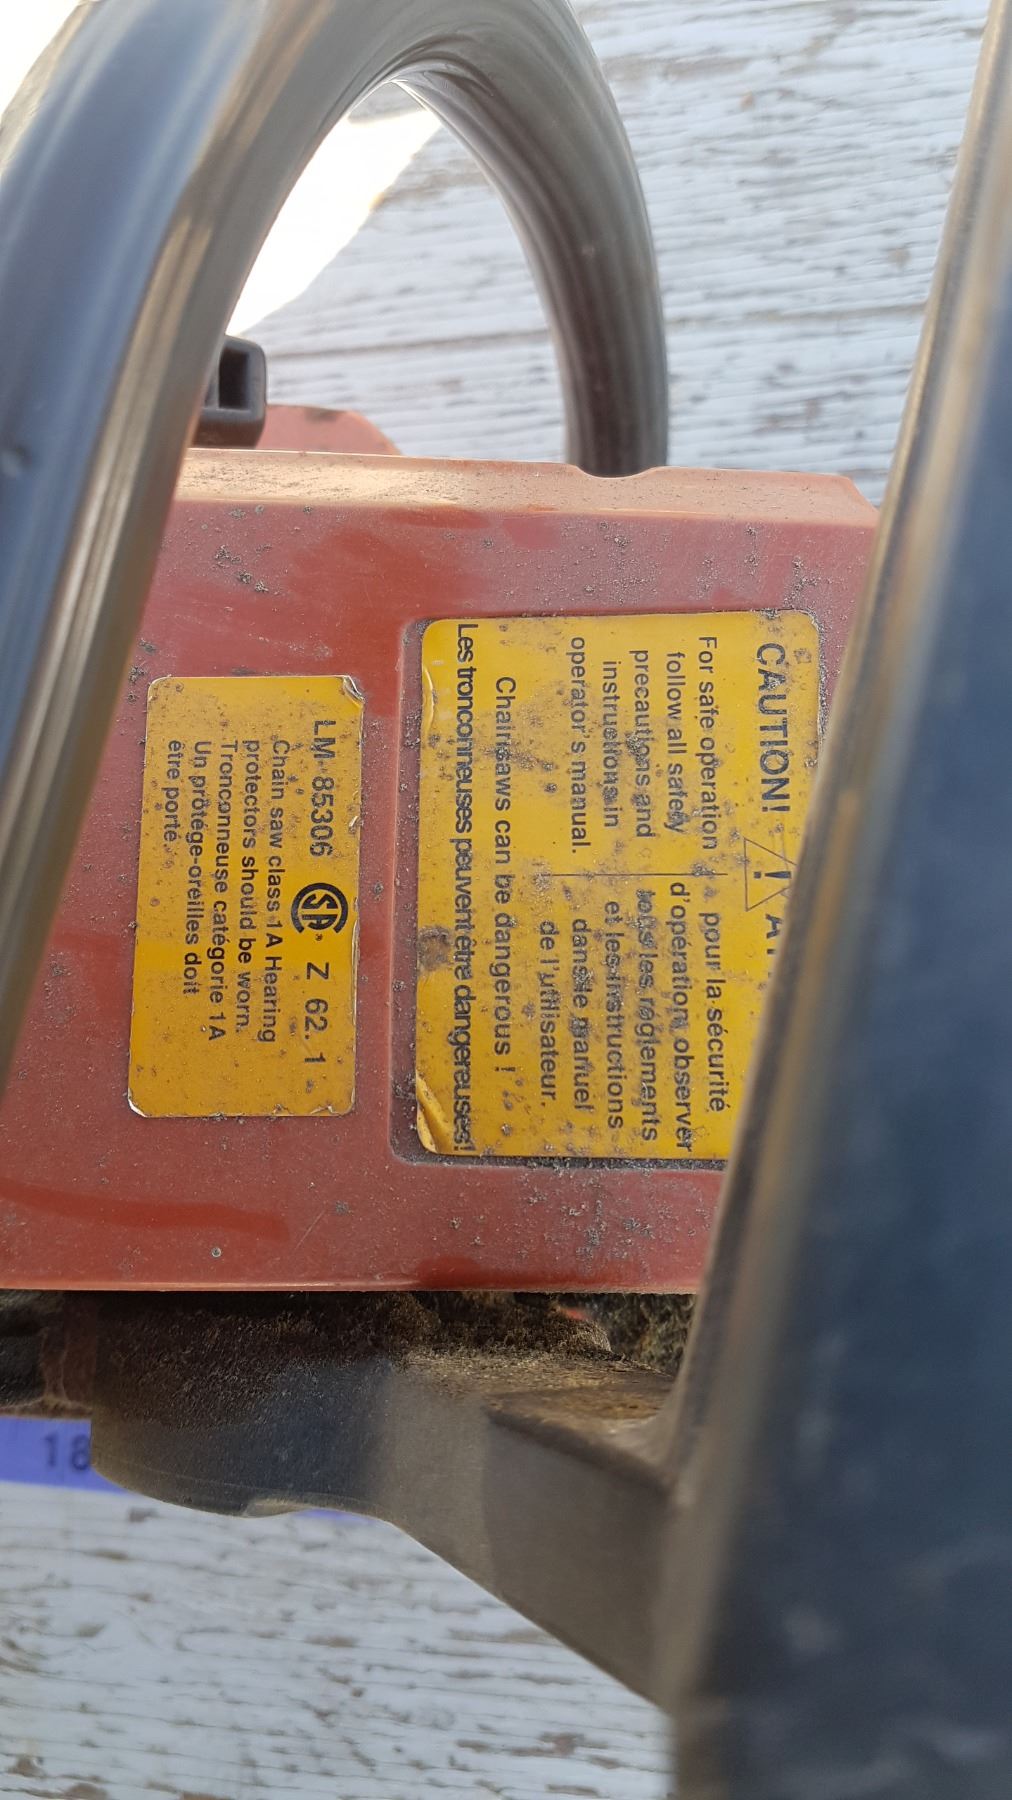 CAUTION!
For safe operation
follow all safety
precautions and
instructions in
operator's manual.
pour la sécurité
d'opération, observer
tous les règlements
et les instructions
dans le manuel
de l'utilisateur.
Chainsaws can be dangerous !
Les tronconneuses peuvent être dangereuses!
LM 85306 Z 62.1
Chain saw class 1A Hearing
protectors should be worn.
Tronconneuse catégorie 1A
Un protége-oreilles doit
être porté.
18